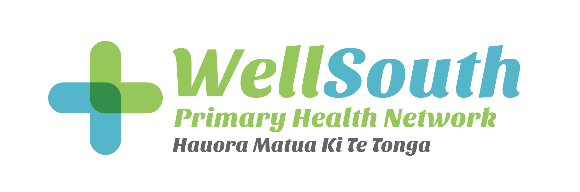 WellSouth
Primary Health Network
Hauora Matua Ki Te Tonga